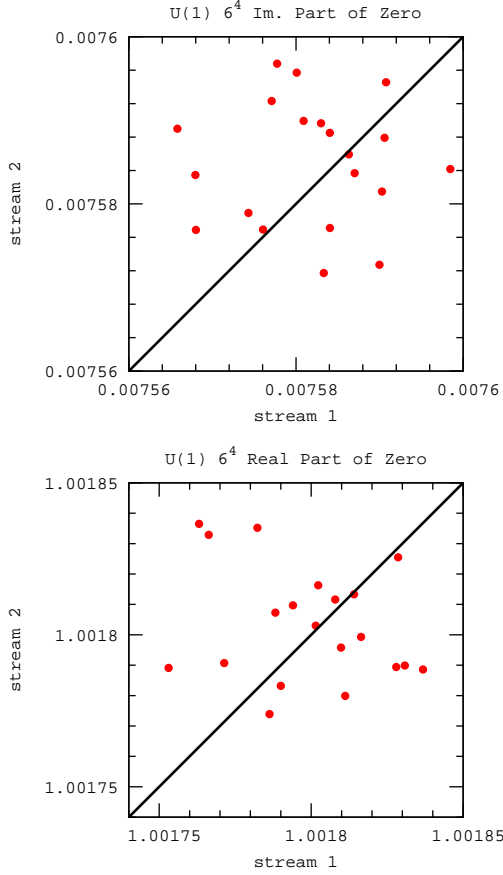 U(1) 6^4 Im. Part of Zero
0.0076
stream 2
0.00758
0.00756
0.00756 0.00758 0.0076
stream 1
U(1) 6^4 Real Part of Zero
1.00185
stream 2
1.0018
1.00175
1.00175 1.0018 1.00185
stream 1